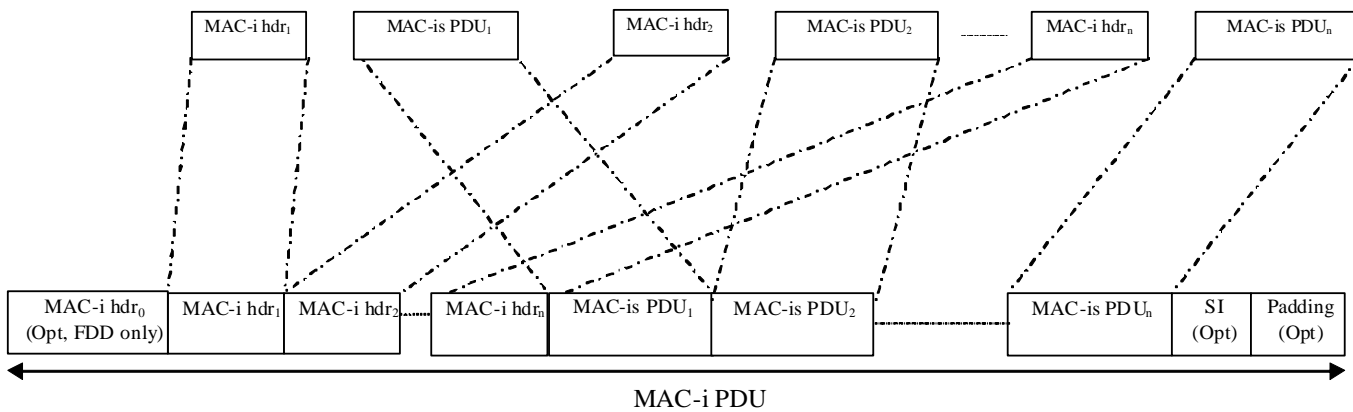 MAC-i hdr₁ MAC-is PDU₁ MAC-i hdr₂ MAC-is PDU₂ MAC-i hdrₙ MAC-is PDUₙ
MAC-i hdr₀ MAC-i hdr₁ MAC-i hdr₂ MAC-i hdrₙ MAC-is PDU₁ MAC-is PDU₂ MAC-is PDUₙ SI Padding
(Opt, FDD only) (Opt) (Opt)
MAC-i PDU